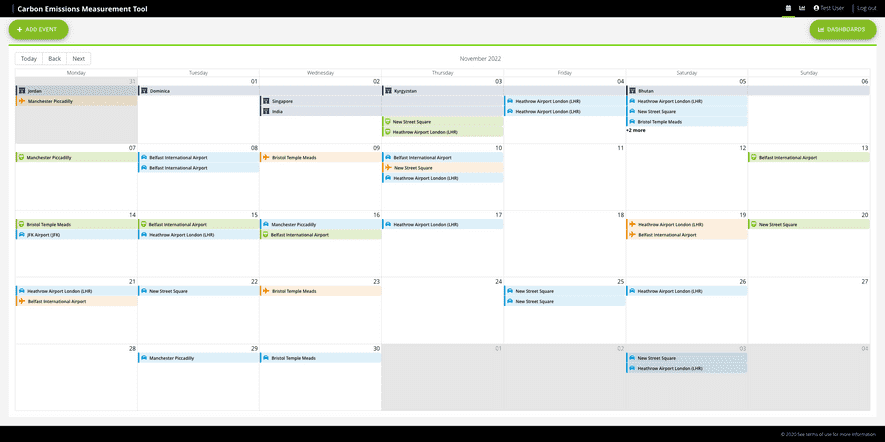 Carbon Emissions Measurement Tool
Test User
Log out
ADD EVENT
DASHBOARDS
Today Back Next
November 2022
Monday Tuesday Wednesday Thursday Friday Saturday Sunday
31 01 02 03 04 05 06
Jordan Dominica Kyrgyzstan Bhutan
Manchester Piccadilly Singapore Heathrow Airport London (LHR) Heathrow Airport London (LHR)
India Heathrow Airport London (LHR) New Street Square
New Street Square Bristol Temple Meads
Heathrow Airport London (LHR) +2 more
07 08 09 10 11 12 13
Manchester Piccadilly Belfast International Airport Bristol Temple Meads Belfast International Airport Belfast International Airport
Belfast International Airport New Street Square
Heathrow Airport London (LHR)
14 15 16 17 18 19 20
Bristol Temple Meads Belfast International Airport Manchester Piccadilly Heathrow Airport London (LHR) Heathrow Airport London (LHR) New Street Square
JFK Airport (JFK) Heathrow Airport London (LHR) Belfast International Airport Belfast International Airport
21 22 23 24 25 26 27
Heathrow Airport London (LHR) New Street Square Bristol Temple Meads New Street Square Heathrow Airport London (LHR)
Belfast International Airport New Street Square
28 29 30 01 02 03 04
Manchester Piccadilly Bristol Temple Meads New Street Square
Heathrow Airport London (LHR)
© 2020 See terms of use for more information.